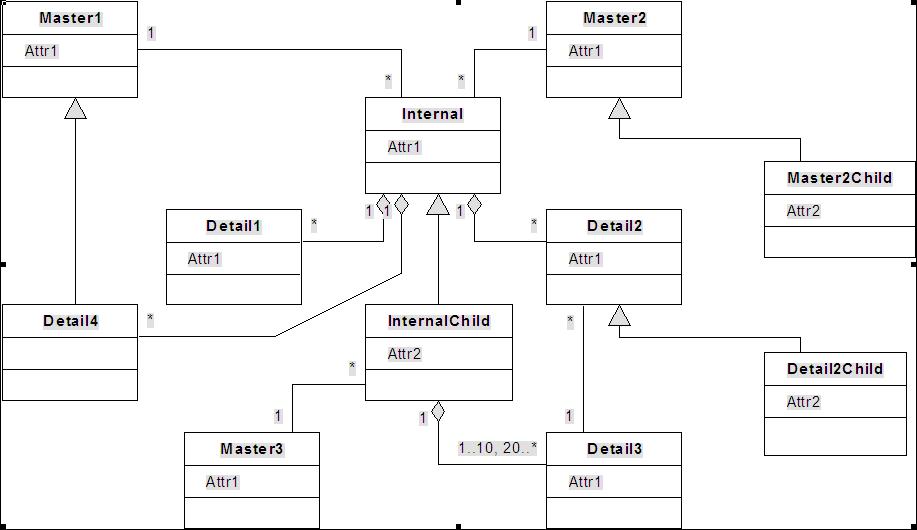 Master1
Attr1
1
*
Master2
Attr1
1
*
Internal
Attr1
Master2Child
Attr2
Detail1
Attr1
*
1
1
1
*
Detail2
Attr1
Detail4
*
InternalChild
Attr2
*
1
*
1
Detail2Child
Attr2
Master3
Attr1
1
1..10, 20..*
Detail3
Attr1